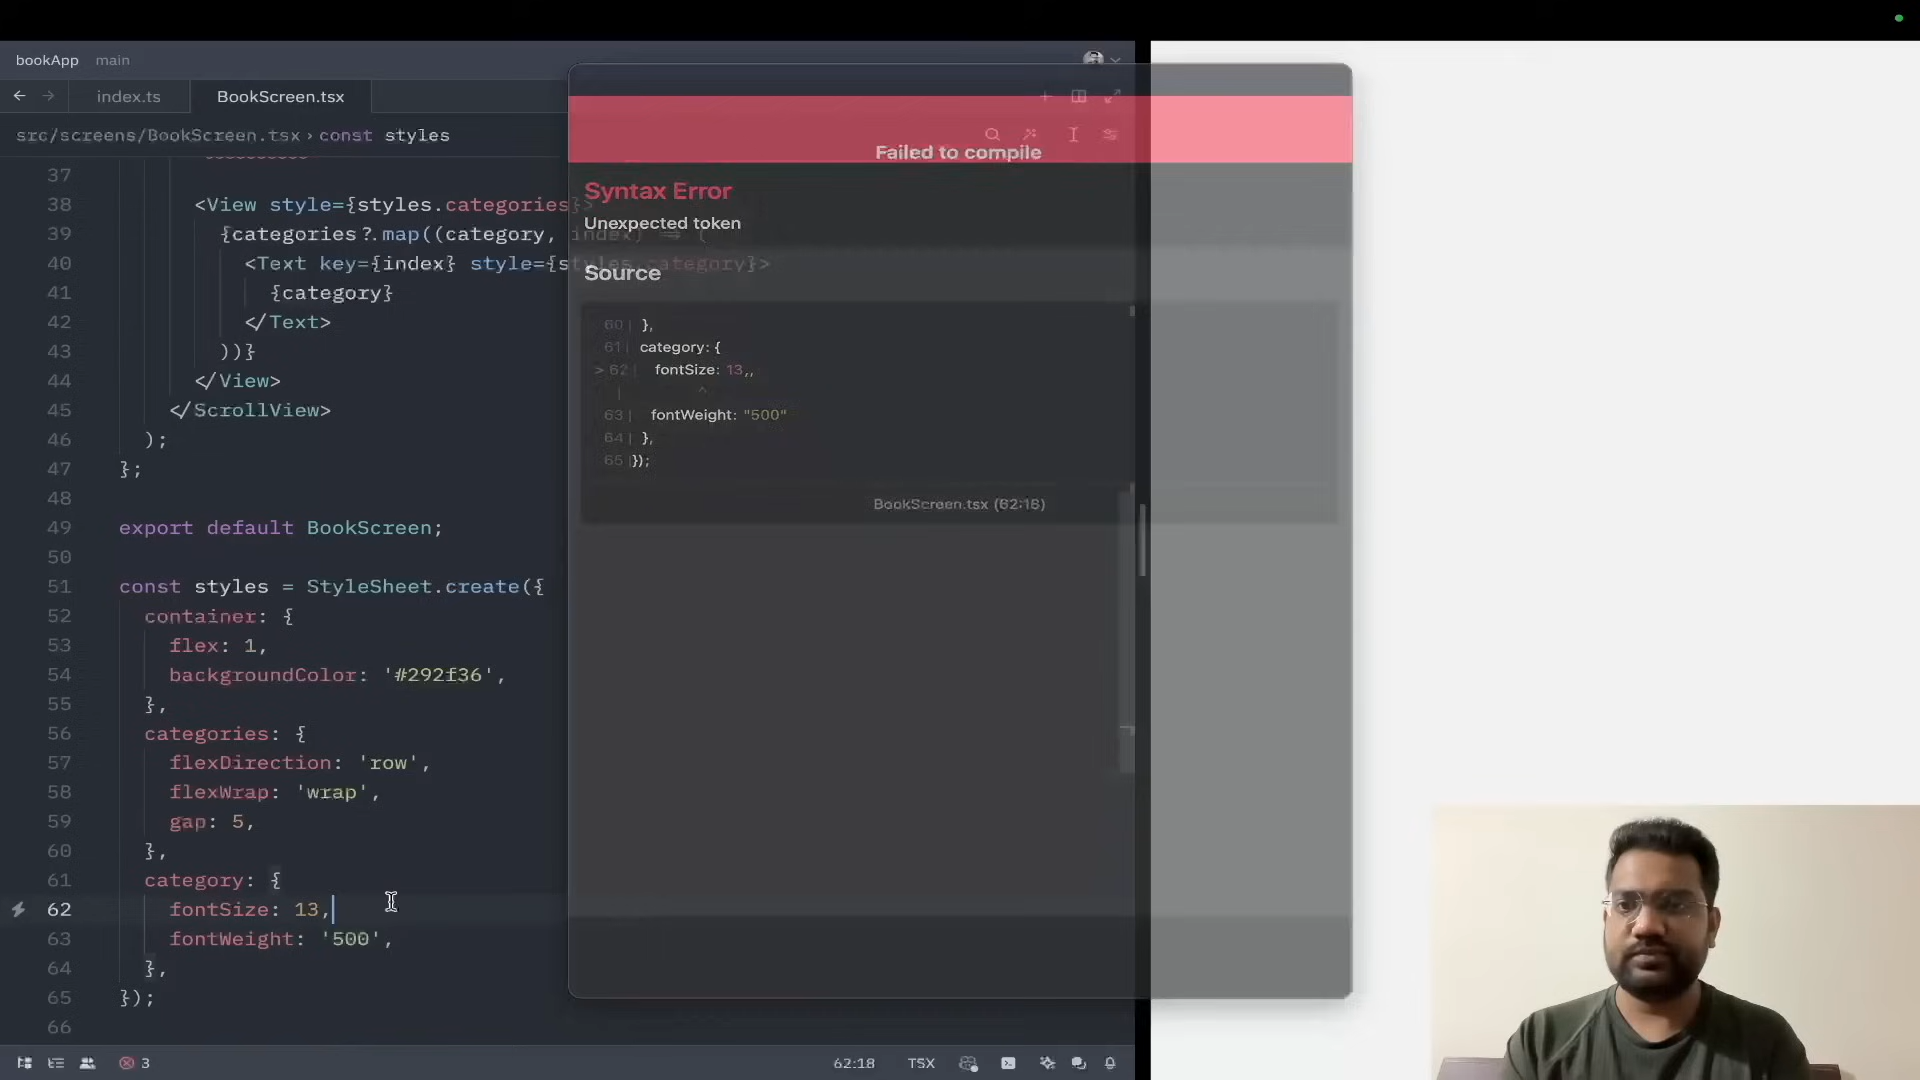 bookApp main
index.ts BookScreen.tsx
src/screens/BookScreen.tsx › const styles
37
38 <View style={styles.categories}>
39 {categories?.map((category, index) => (
40 <Text key={index} style={styles.category}>
41 {category}
42 </Text>
43 ))}
44 </View>
45 </ScrollView>
46 );
47 };
48
49 export default BookScreen;
50
51 const styles = StyleSheet.create({
52 container: {
53 flex: 1,
54 backgroundColor: '#292f36',
55 },
56 categories: {
57 flexDirection: 'row',
58 flexWrap: 'wrap',
59 gap: 5,
60 },
61 category: {
62 fontSize: 13,
63 fontWeight: '500',
64 },
65 });
66
3 62:18 TSX
Failed to compile
Syntax Error
Unexpected token
Source
60| },
61| category: {
> 62| fontSize: 13,,
| ^
63| fontWeight: "500"
64| },
65| });
BookScreen.tsx (62:18)